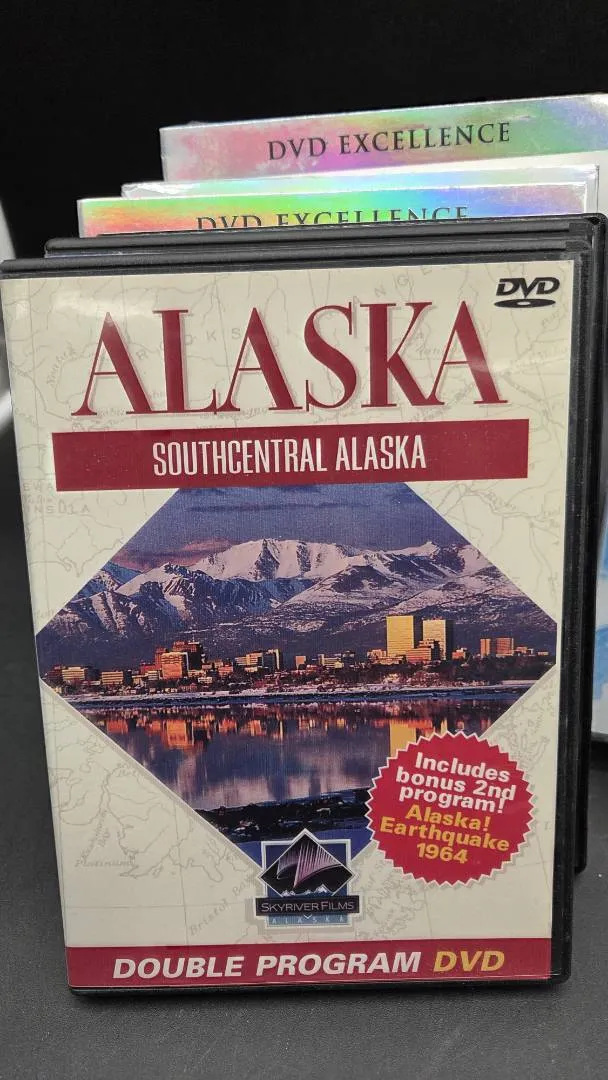 DVD EXCELLENCE
DVD EXCELLENCE
DVD
ALASKA
SOUTHCENTRAL ALASKA
Includes
bonus 2nd
program!
Alaska!
Earthquake
1964
SKYRIVER FILMS
ALASKA
DOUBLE PROGRAM DVD